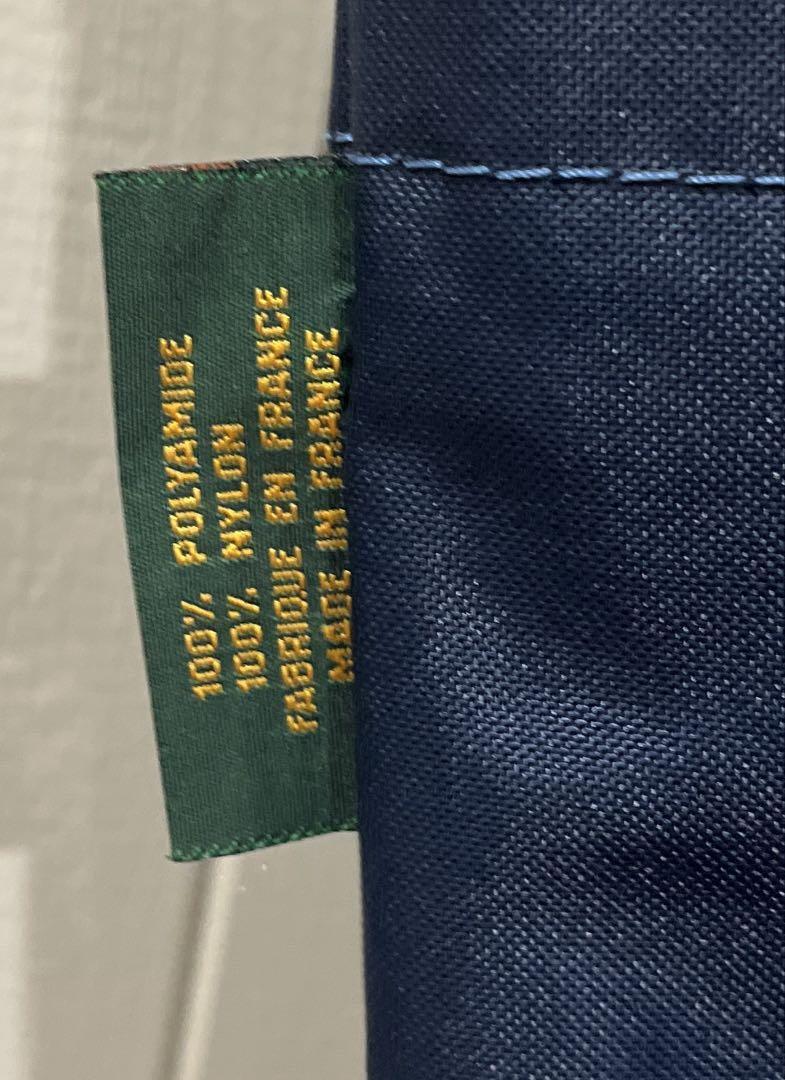 100% POLYAMIDE
100% NYLON
FABRIQUE EN FRANCE
MADE IN FRANCE